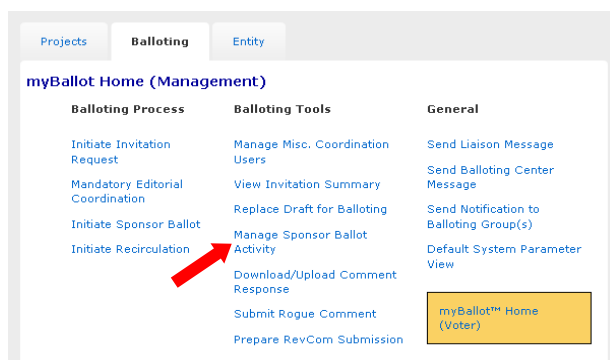 Projects
Balloting
Entity
myBallot Home (Management)
Balloting Process
Initiate Invitation
Request
Mandatory Editorial
Coordination
Initiate Sponsor Ballot
Initiate Recirculation
Balloting Tools
Manage Misc. Coordination
Users
View Invitation Summary
Replace Draft for Balloting
Manage Sponsor Ballot
Activity
Download/Upload Comment
Response
Submit Rogue Comment
Prepare RevCom Submission
General
Send Liaison Message
Send Balloting Center
Message
Send Notification to
Balloting Group(s)
Default System Parameter
View
myBallot™ Home
(Voter)